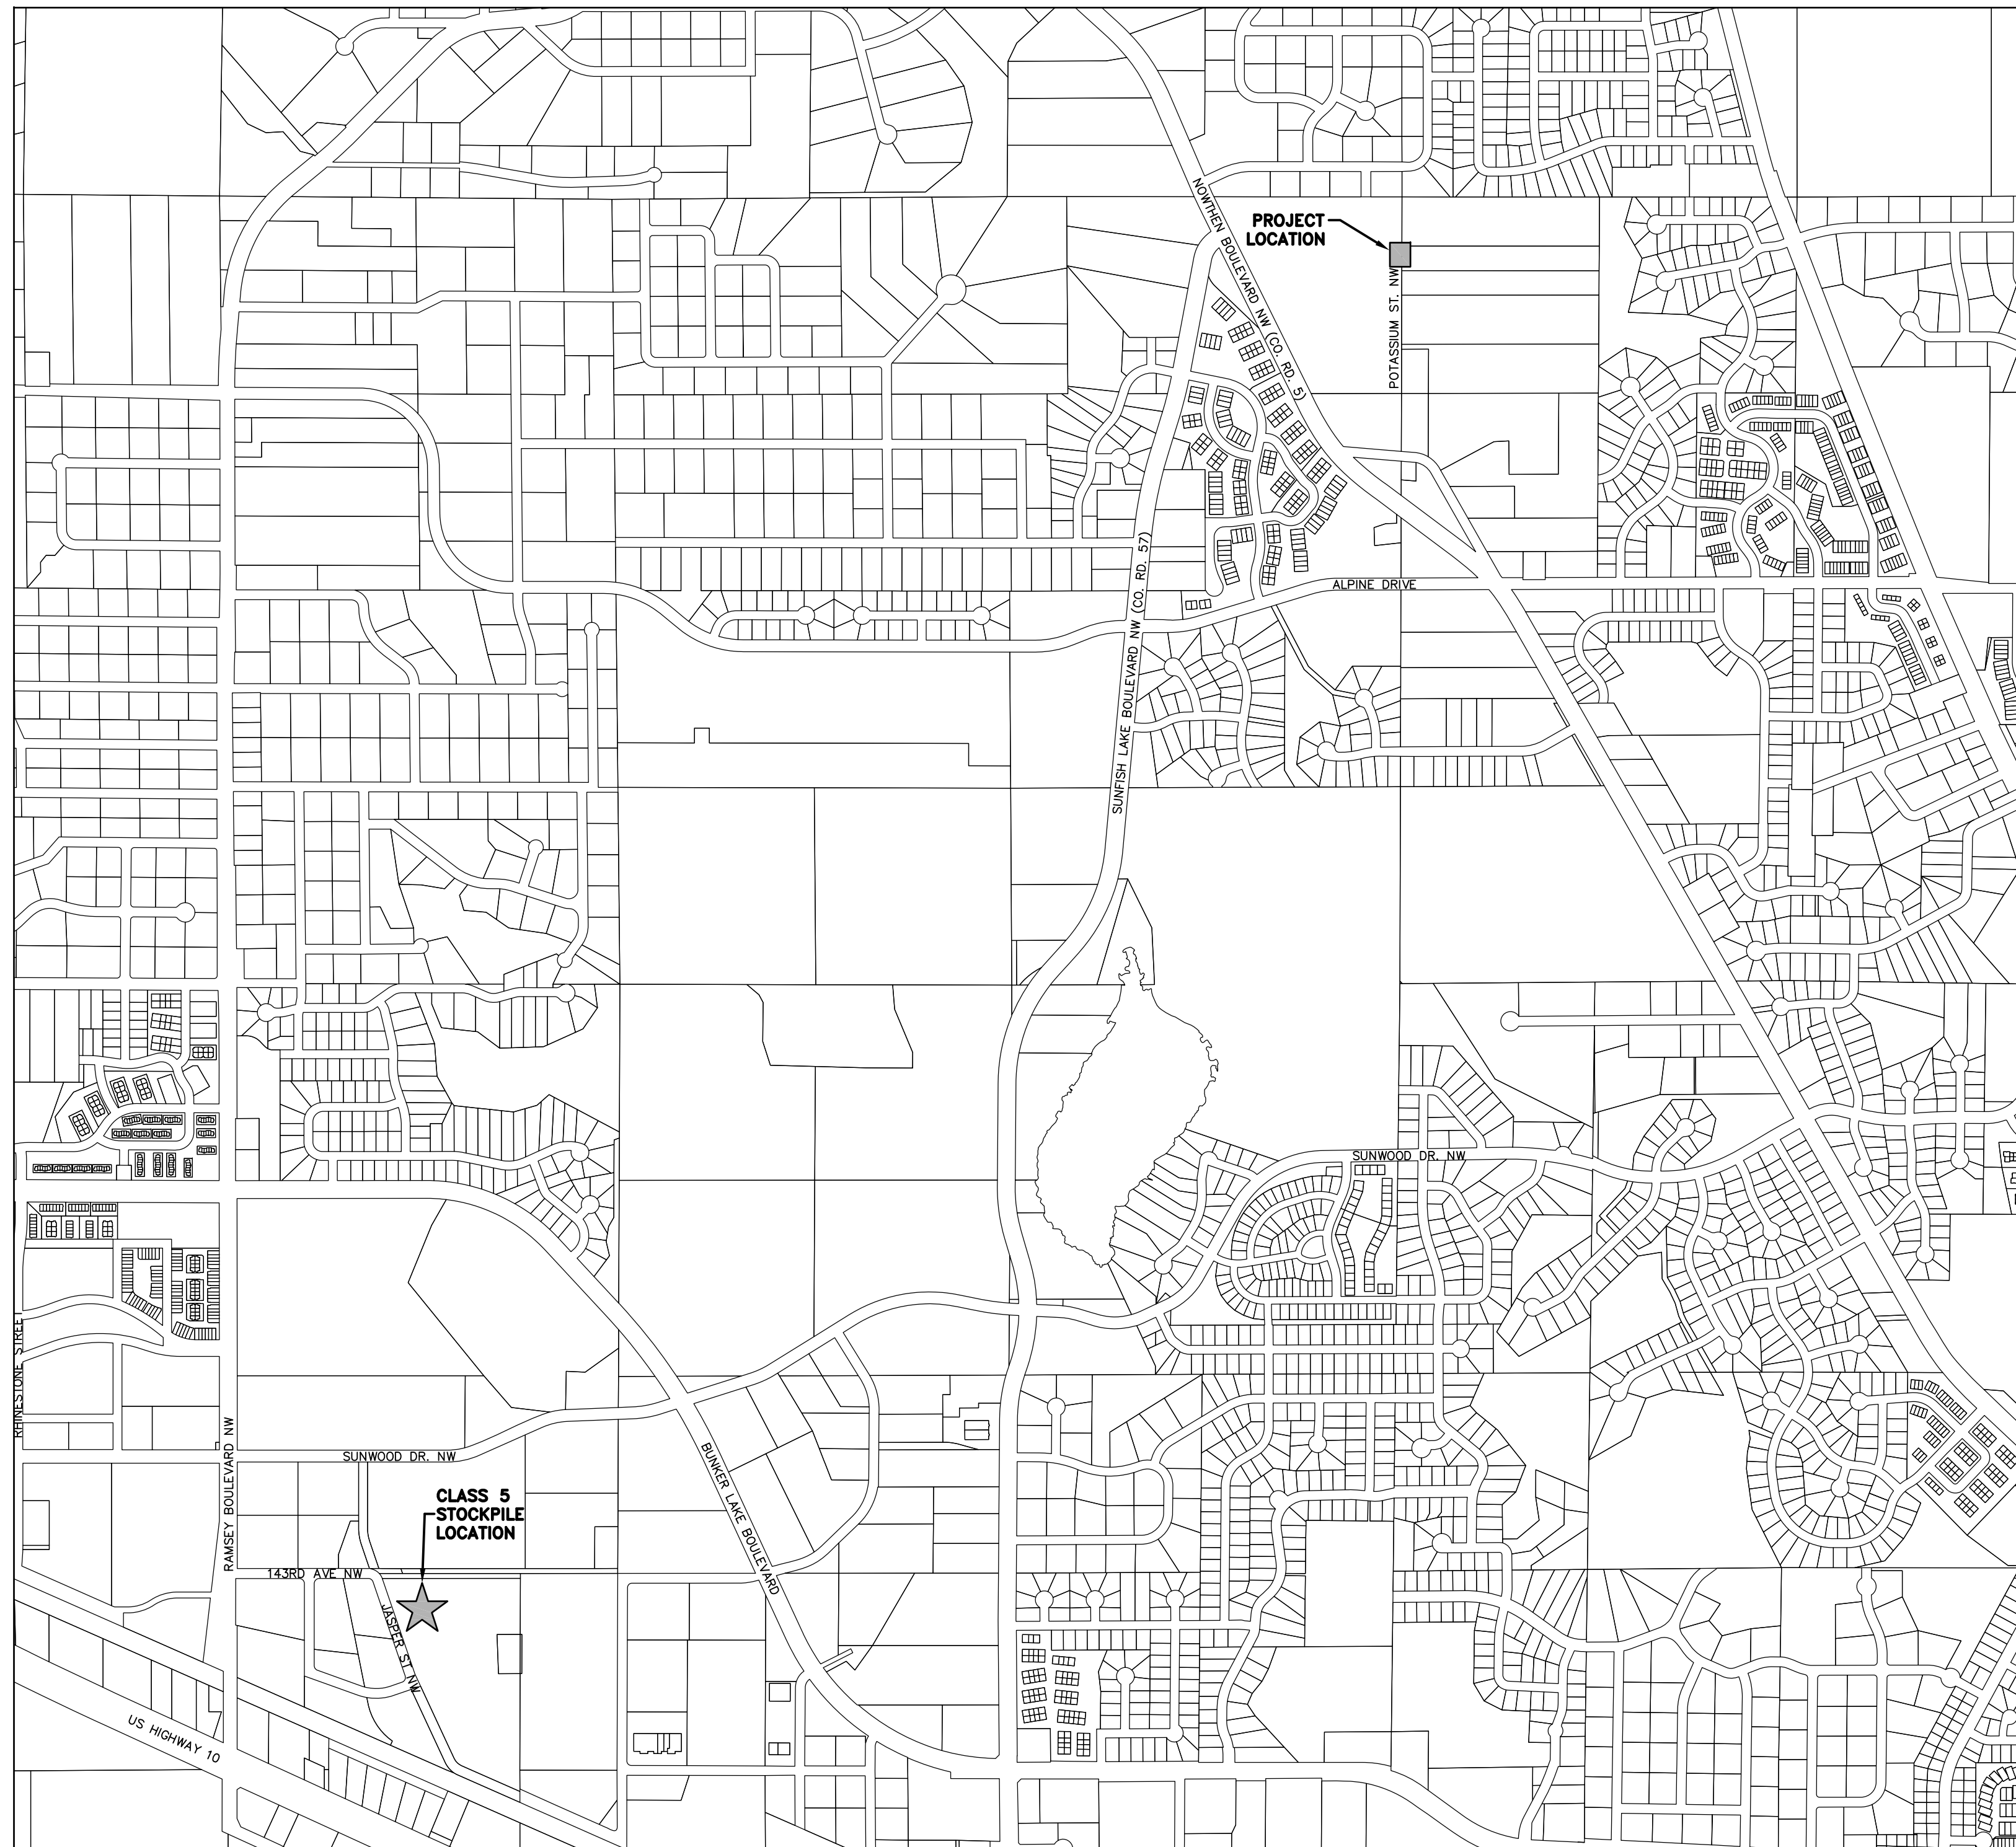 PROJECT
LOCATION
NOWTHEN BOULEVARD NW (CO. RD. 5)
POTASSIUM ST. NW
SUNFISH LAKE BOULEVARD NW (CO. RD. 57)
ALPINE DRIVE
SUNWOOD DR. NW
RHINESTONE STREET
RAMSEY BOULEVARD NW
SUNWOOD DR. NW
BUNKER LAKE BOULEVARD
CLASS 5
STOCKPILE
LOCATION
143RD AVE NW
JASPER ST NW
US HIGHWAY 10